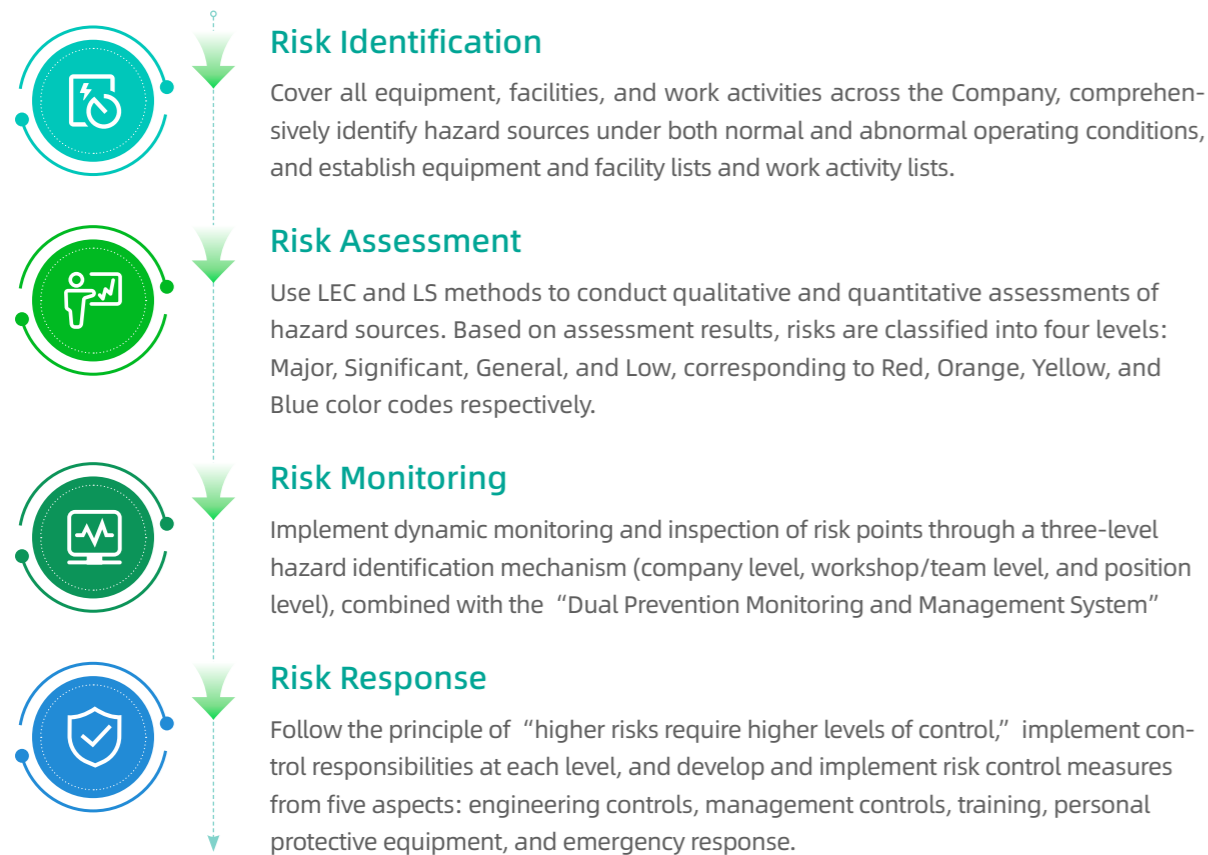 Risk Identification
Cover all equipment, facilities, and work activities across the Company, comprehen-
sively identify hazard sources under both normal and abnormal operating conditions,
and establish equipment and facility lists and work activity lists.
Risk Assessment
Use LEC and LS methods to conduct qualitative and quantitative assessments of
hazard sources. Based on assessment results, risks are classified into four levels:
Major, Significant, General, and Low, corresponding to Red, Orange, Yellow, and
Blue color codes respectively.
Risk Monitoring
Implement dynamic monitoring and inspection of risk points through a three-level
hazard identification mechanism (company level, workshop/team level, and position
level), combined with the “Dual Prevention Monitoring and Management System”
Risk Response
Follow the principle of “higher risks require higher levels of control,” implement con-
trol responsibilities at each level, and develop and implement risk control measures
from five aspects: engineering controls, management controls, training, personal
protective equipment, and emergency response.